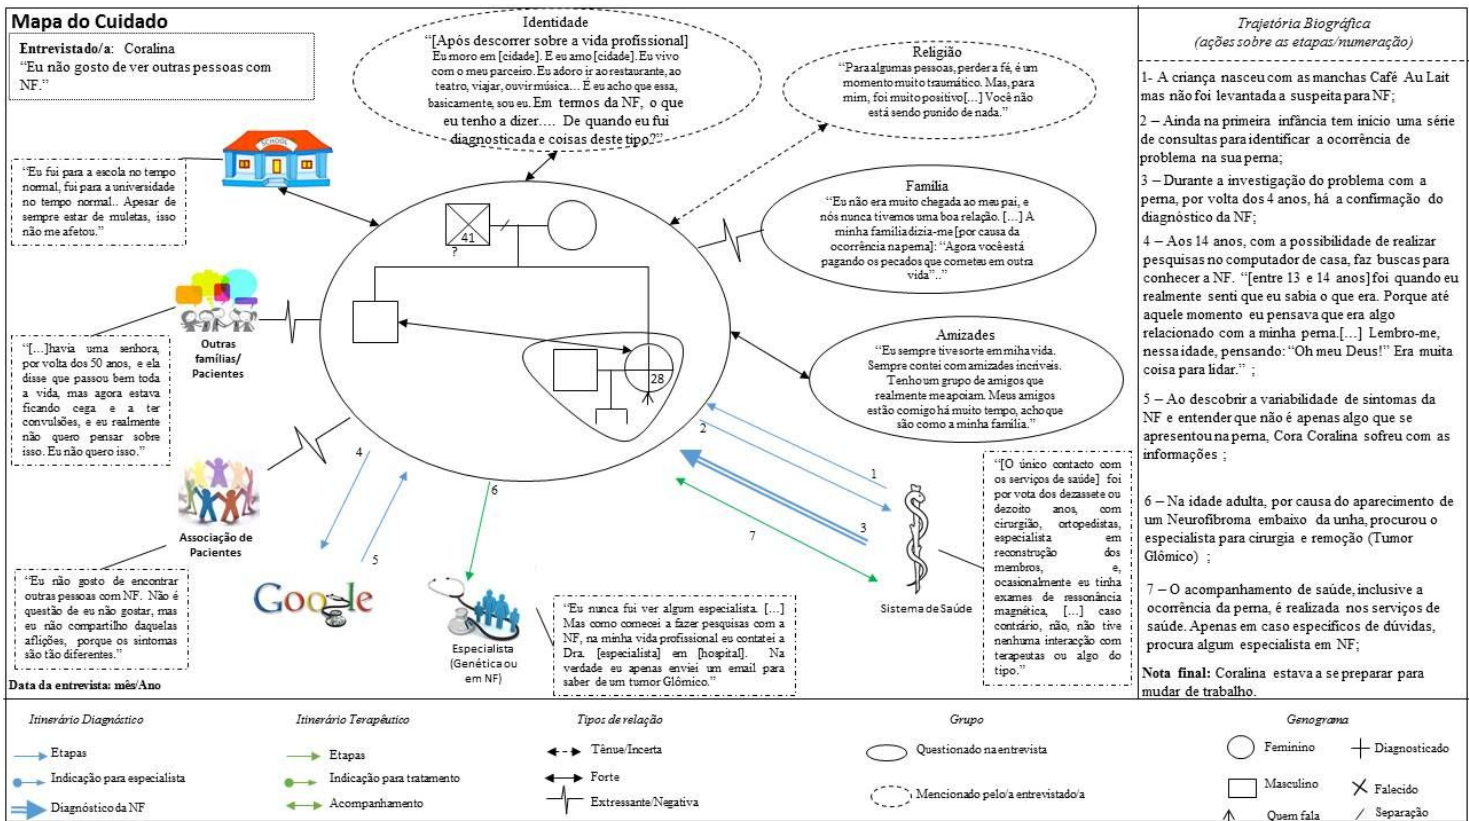 Mapa do Cuidado
Entrevistado/a: Coralina
“Eu não gosto de ver outras pessoas com
NF.”
Identidade
“[Após descorrer sobre a vida profissional]
Eu moro em [cidade]. E eu amo [cidade]. Eu vivo
com o meu parceiro. Eu adoro ir ao restaurante, ao
teatro, viajar, ouvir música… E eu acho que essa,
basicamente, sou eu. Em termos da NF, o que
eu tenho a dizer…. De quando eu fui
diagnosticada e coisas deste tipo?”
Religião
“Para algumas pessoas, perder a fé, é um
momento muito traumático. Mas, para
mim, foi muito positivo[…] Você não
está sendo punido de nada.”
SCHOOL
“Eu fui para a escola no tempo
normal, fui para a universidade
no tempo normal.. Apesar de
sempre estar de muletas, isso
não me afetou.”
Família
“Eu não era muito chegada ao meu pai, e
nós nunca tivemos uma boa relação. […] A
minha família dizia-me [por causa da
ocorrência na perna]: “Agora você está
pagando os pecados que cometeu em outra
vida”..”
41
?
28
Outras
famílias/
Pacientes
“[…]havia uma senhora,
por volta dos 50 anos, e ela
disse que passou bem toda
a vida, mas agora estava
ficando cega e a ter
convulsões, e eu realmente
não quero pensar sobre
isso. Eu não quero isso.”
Amizades
“Eu sempre tive sorte em miha vida.
Sempre contei com amizades incríveis.
Tenho um grupo de amigos que
realmente me apoiam. Meus amigos
estão comigo há muito tempo, acho que
são como a minha família.”
Associação de
Pacientes
“Eu não gosto de encontrar
outras pessoas com NF. Não é
questão de eu não gostar, mas
eu não compartilho daquelas
aflições, porque os sintomas
são tão diferentes.”
4
5
6
7
1
2
3
Google
Especialista
(Genética ou
em NF)
“Eu nunca fui ver algum especialista. […]
Mas como comecei a fazer pesquisas com a
NF, na minha vida profissional eu contatei a
Dra. [especialista] em [hospital]. Na
verdade eu apenas enviei um email para
saber de um tumor Glômico.”
Sistema de Saúde
“[O único contacto com
os serviços de saúde] foi
por vota dos dezassete ou
dezoito anos, com
cirurgião, ortopedistas,
especialista em
reconstrução dos
membros, e,
ocasionalmente eu tinha
exames de ressonância
magnética, […] caso
contrário, não, não tive
nenhuma interacção com
terapeutas ou algo do
tipo.”
Data da entrevista: mês/Ano
Trajetória Biográfica
(ações sobre as etapas/numeração)
1- A criança nasceu com as manchas Café Au Lait
mas não foi levantada a suspeita para NF;
2 – Ainda na primeira infância tem início uma série
de consultas para identificar a ocorrência de
problema na sua perna;
3 – Durante a investigação do problema com a
perna, por volta dos 4 anos, há a confirmação do
diagnóstico da NF;
4 – Aos 14 anos, com a possibilidade de realizar
pesquisas no computador de casa, faz buscas para
conhecer a NF. “[entre 13 e 14 anos] foi quando eu
realmente senti que eu sabia o que era. Porque até
aquele momento eu pensava que era algo
relacionado com a minha perna.[…] Lembro-me,
nessa idade, pensando: “Oh meu Deus!” Era muita
coisa para lidar.” ;
5 – Ao descobrir a variabilidade de sintomas da
NF e entender que não é apenas algo que se
apresentou na perna, Cora Coralina sofreu com as
informações ;
6 – Na idade adulta, por causa do aparecimento de
um Neurofibroma embaixo da unha, procurou o
especialista para cirurgia e remoção (Tumor
Glômico) ;
7 – O acompanhamento de saúde, inclusive a
ocorrência da perna, é realizada nos serviços de
saúde. Apenas em caso específicos de dúvidas,
procura algum especialista em NF;
Nota final: Coralina estava a se preparar para
mudar de trabalho.
Itinerário Diagnóstico
Etapas
Indicação para especialista
Diagnóstico da NF
Itinerário Terapêutico
Etapas
Indicação para tratamento
Acompanhamento
Tipos de relação
Tênue/Incerta
Forte
Extressante/Negativa
Grupo
Questionado na entrevista
Mencionado pelo/a entrevistado/a
Genograma
Feminino
Diagnosticado
Masculino
Falecido
Quem fala
Separação